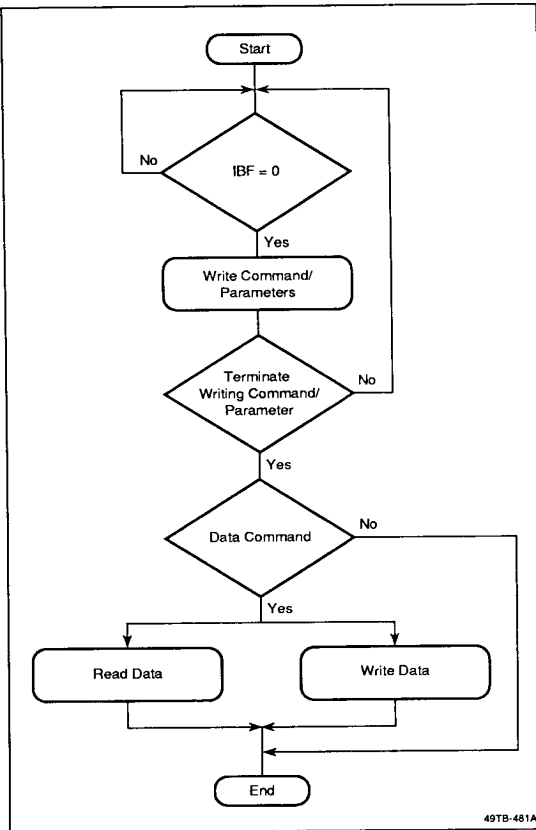 Start
No
IBF = 0
Yes
Write Command/
Parameters
Terminate
Writing Command/
Parameter
No
Yes
Data Command
No
Yes
Read Data
Write Data
End
49TB-481A